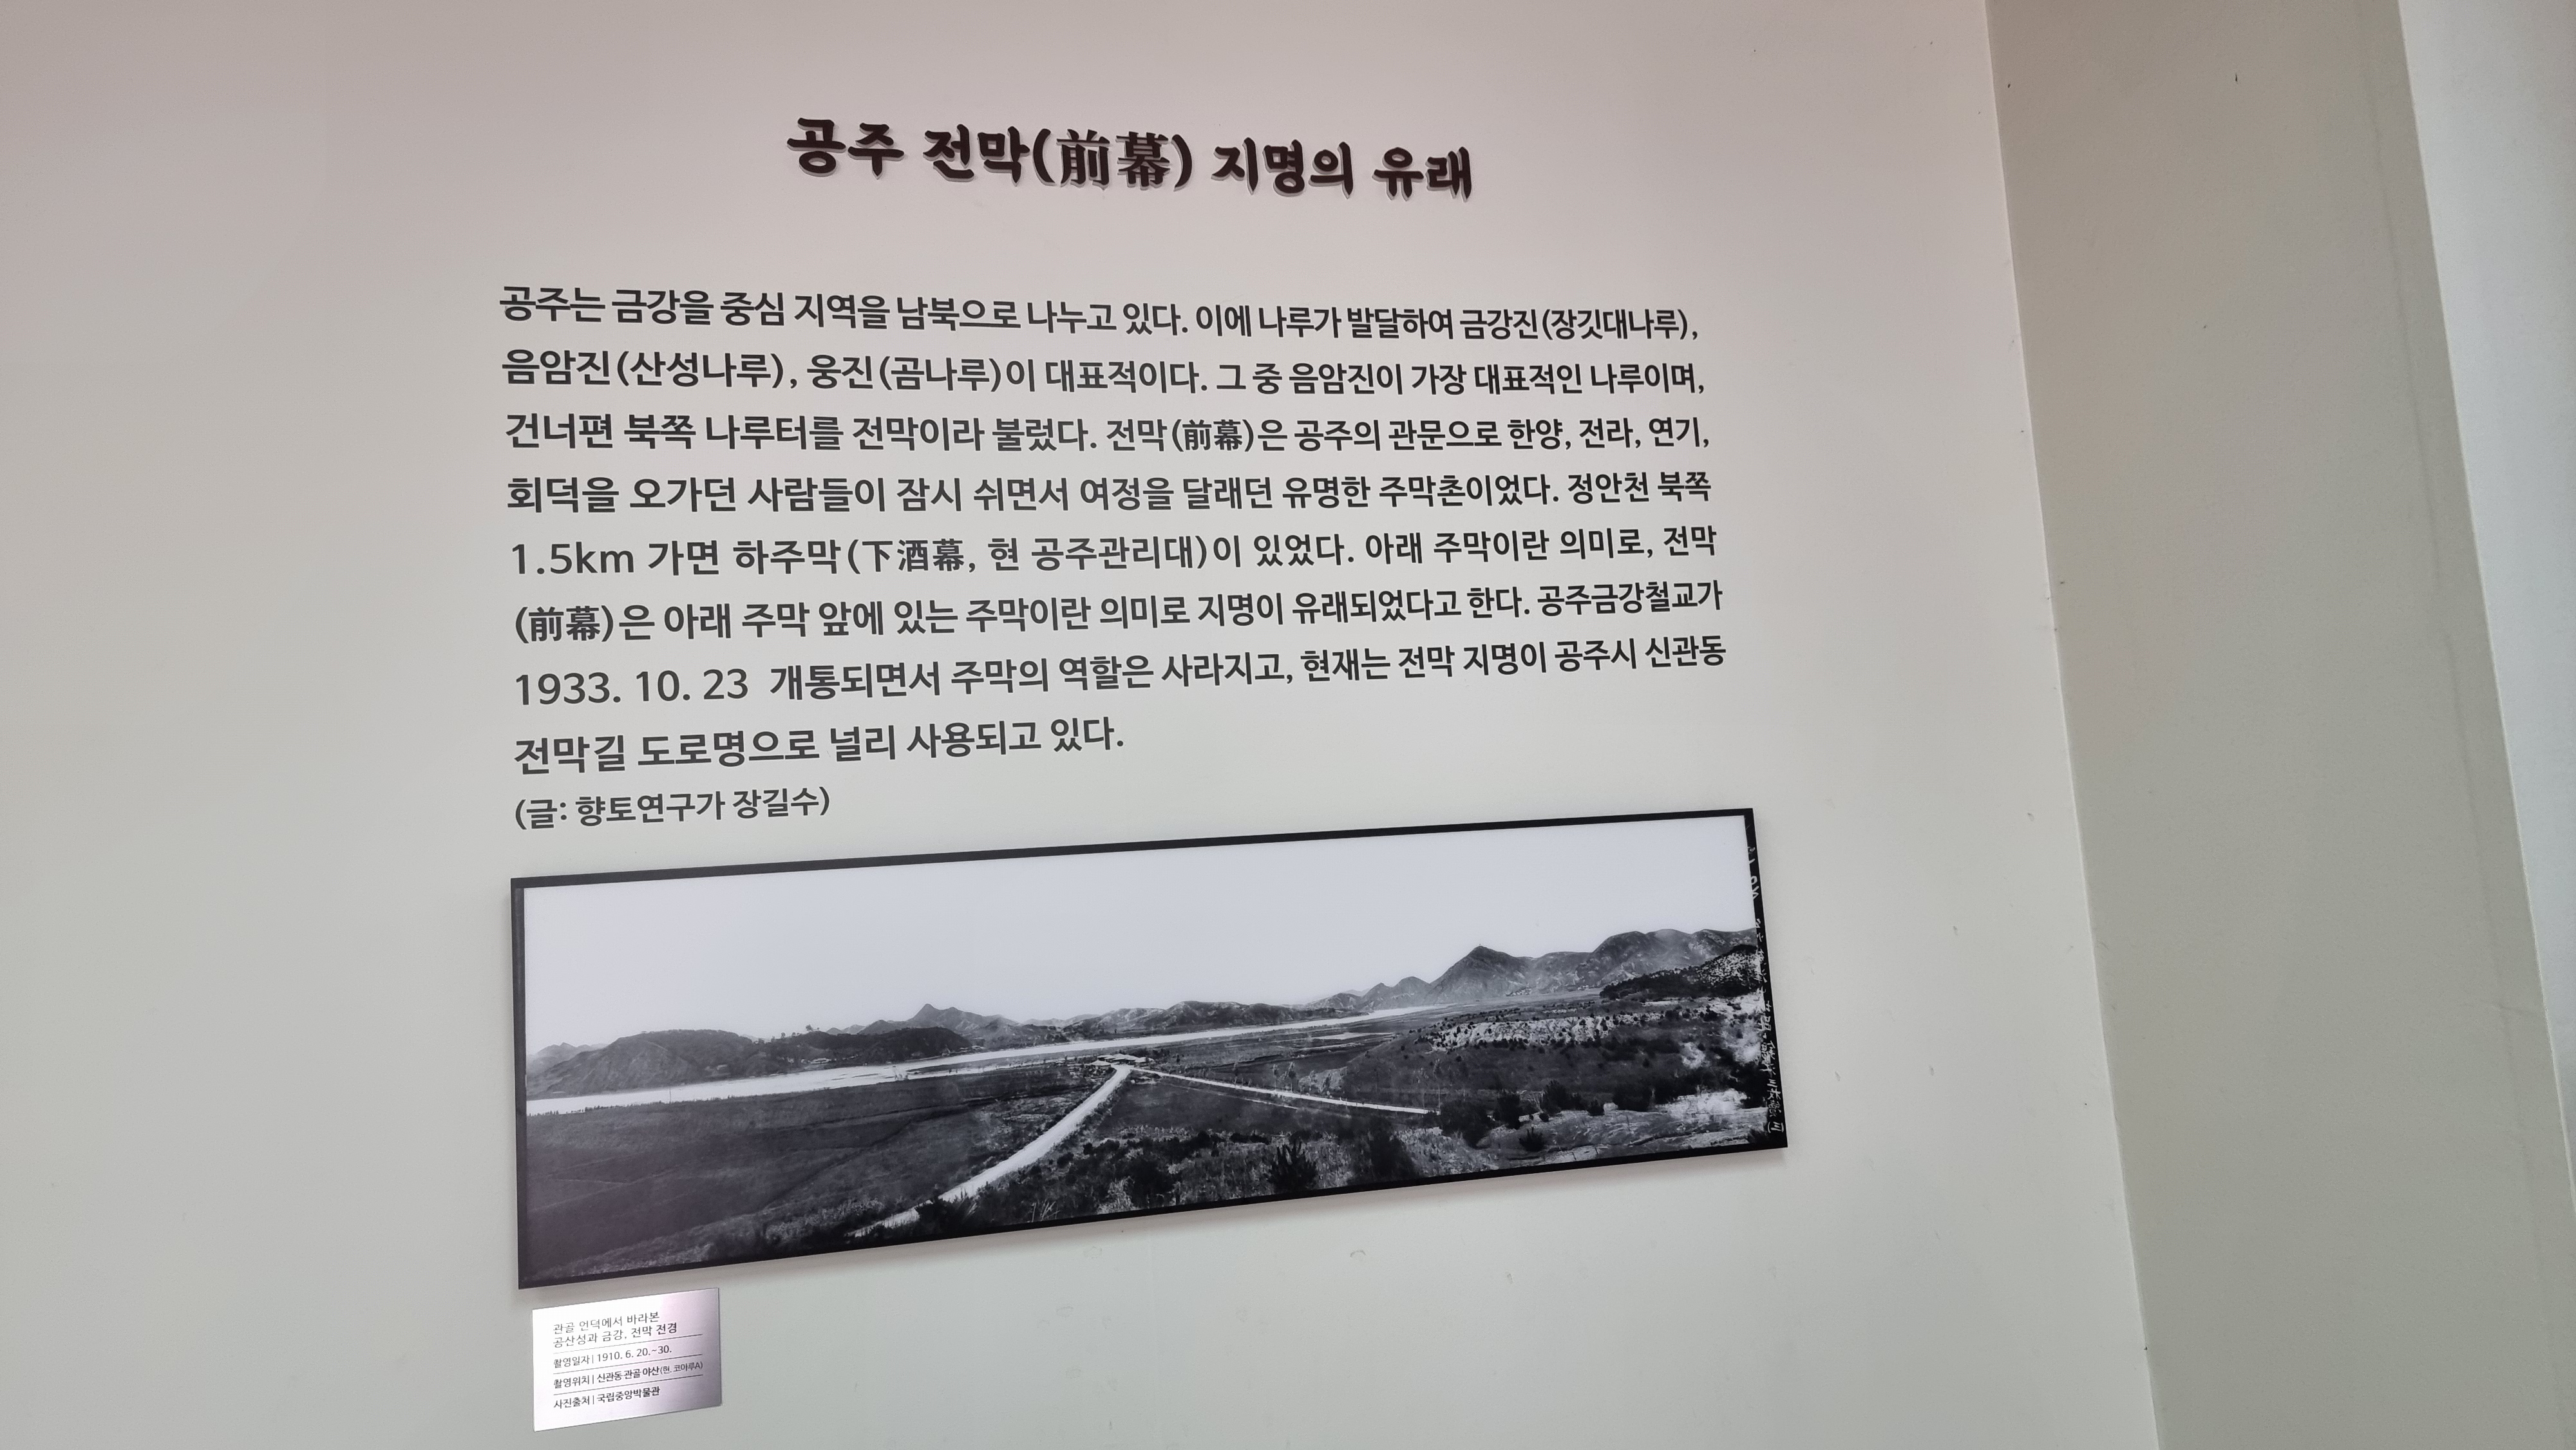 공주 전막(前幕) 지명의 유래
공주는 금강을 중심 지역을 남북으로 나누고 있다. 이에 나루가 발달하여 금강진(장깃대나루),
음암진(산성나루), 웅진(곰나루)이 대표적이다. 그 중 음암진이 가장 대표적인 나루이며,
건너편 북쪽 나루터를 전막이라 불렀다. 전막(前幕)은 공주의 관문으로 한양, 전라, 연기,
회덕을 오가던 사람들이 잠시 쉬면서 여정을 달래던 유명한 주막촌이었다. 정안천 북쪽
1.5km 가면 하주막(下酒幕, 현 공주관리대)이 있었다. 아래 주막이란 의미로, 전막
(前幕)은 아래 주막 앞에 있는 주막이란 의미로 지명이 유래되었다고 한다. 공주금강철교가
1933. 10. 23 개통되면서 주막의 역할은 사라지고, 현재는 전막 지명이 공주시 신관동
전막길 도로명으로 널리 사용되고 있다.
(글: 향토연구가 장길수)
관골 언덕에서 바라본
공산성과 금강, 전막 전경
촬영일자 | 1910. 6. 20.~30.
촬영위치 | 신관동 관골 야산(현. 코아루A)
사진출처 | 국립중앙박물관